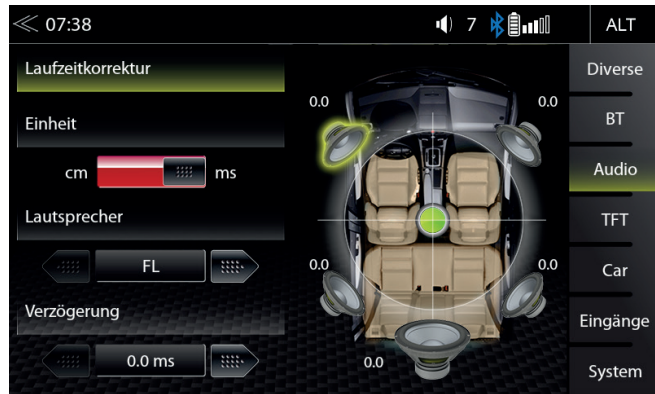 07:38
7
ALT
Laufzeitkorrektur
Einheit
cm
ms
Lautsprecher
FL
Verzögerung
0.0 ms
0.0
0.0
0.0
0.0
0.0
Diverse
BT
Audio
TFT
Car
Eingänge
System